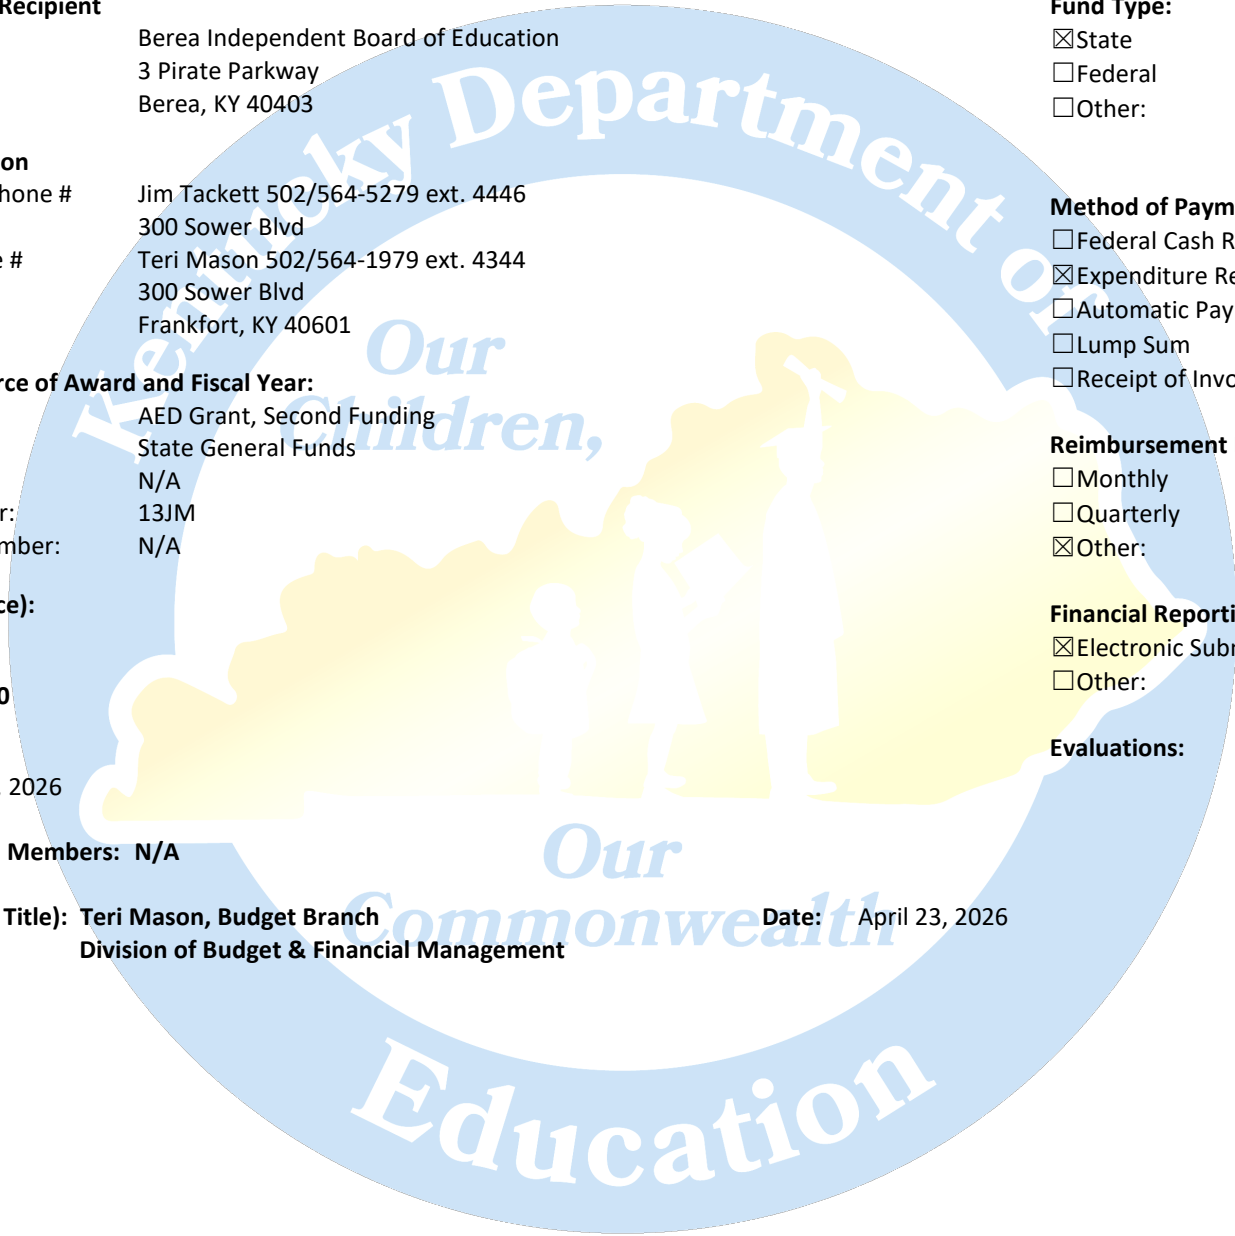 Recipient
Berea Independent Board of Education
3 Pirate Parkway
Berea, KY 40403
on
hone # Jim Tackett 502/564-5279 ext. 4446
300 Sower Blvd
e # Teri Mason 502/564-1979 ext. 4344
300 Sower Blvd
Frankfort, KY 40601
rce of Award and Fiscal Year:
AED Grant, Second Funding
State General Funds
N/A
r: 13JM
mber: N/A
ce):
0
, 2026
Members: N/A
Title): Teri Mason, Budget Branch
Division of Budget & Financial Management
Date: April 23, 2026
Fund Type:
☒State
☐Federal
☐Other:
Method of Paym
☐Federal Cash R
☒Expenditure Re
☐Automatic Pay
☐Lump Sum
☐Receipt of Invo
Reimbursement
☐Monthly
☐Quarterly
☒Other:
Financial Reporti
☒Electronic Subm
☐Other:
Evaluations:
Kentucky Department of
Education
Our
Children,
Our
Commonwealth